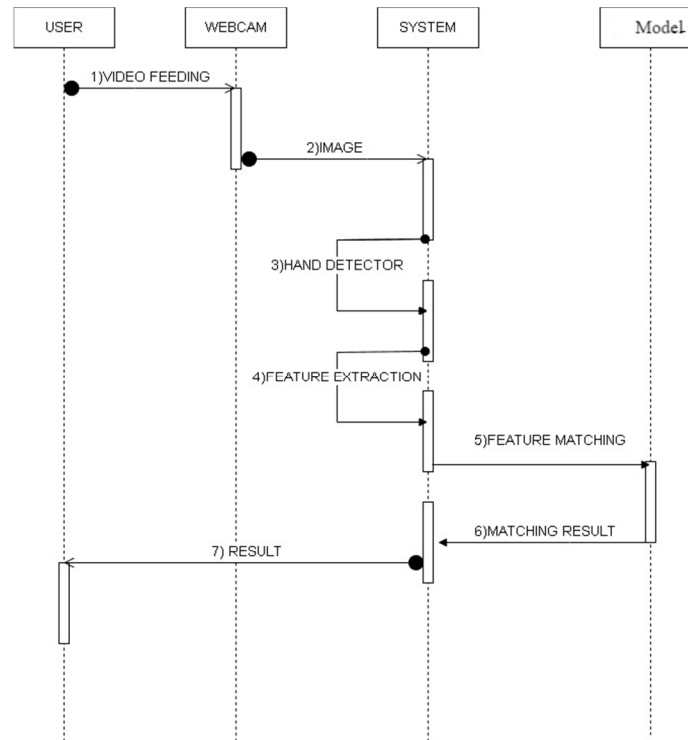 USER
WEBCAM
SYSTEM
Model
1)VIDEO FEEDING
2)IMAGE
3)HAND DETECTOR
4)FEATURE EXTRACTION
5)FEATURE MATCHING
6)MATCHING RESULT
7) RESULT